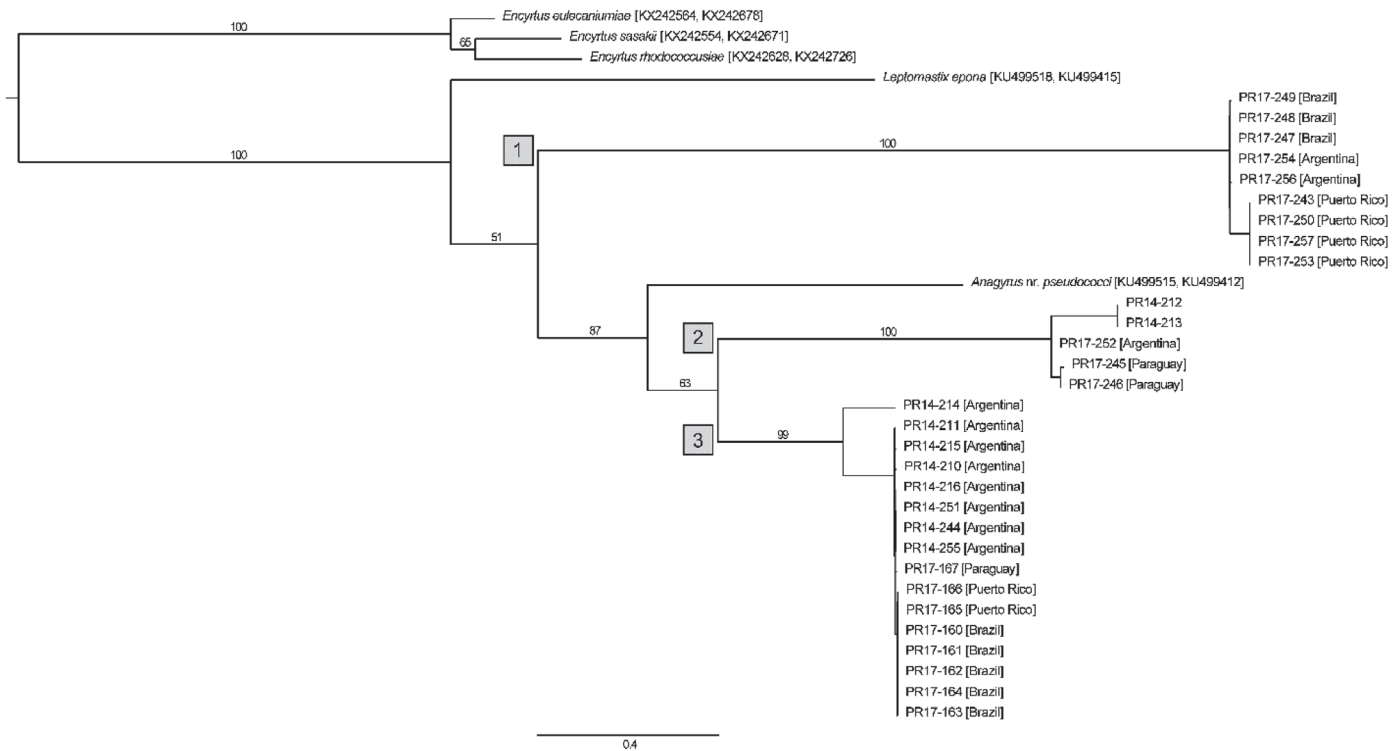 100
Encyrtus eulecaniumiae [KX242564, KX242678]
65
Encyrtus sasakii [KX242554, KX242671]
Encyrtus rhodococcusiae [KX242628, KX242726]
Leptomastix epona [KU499518, KU499415]
100
51
1
100
PR17-249 [Brazil]
PR17-248 [Brazil]
PR17-247 [Brazil]
PR17-254 [Argentina]
PR17-256 [Argentina]
PR17-243 [Puerto Rico]
PR17-250 [Puerto Rico]
PR17-257 [Puerto Rico]
PR17-253 [Puerto Rico]
87
Anagyrus nr. pseudococci [KU499515, KU499412]
63
2
100
PR14-212
PR14-213
PR17-252 [Argentina]
PR17-245 [Paraguay]
PR17-246 [Paraguay]
3
99
PR14-214 [Argentina]
PR14-211 [Argentina]
PR14-215 [Argentina]
PR14-210 [Argentina]
PR14-216 [Argentina]
PR14-251 [Argentina]
PR14-244 [Argentina]
PR14-255 [Argentina]
PR17-167 [Paraguay]
PR17-166 [Puerto Rico]
PR17-165 [Puerto Rico]
PR17-160 [Brazil]
PR17-161 [Brazil]
PR17-162 [Brazil]
PR17-164 [Brazil]
PR17-163 [Brazil]
0.4